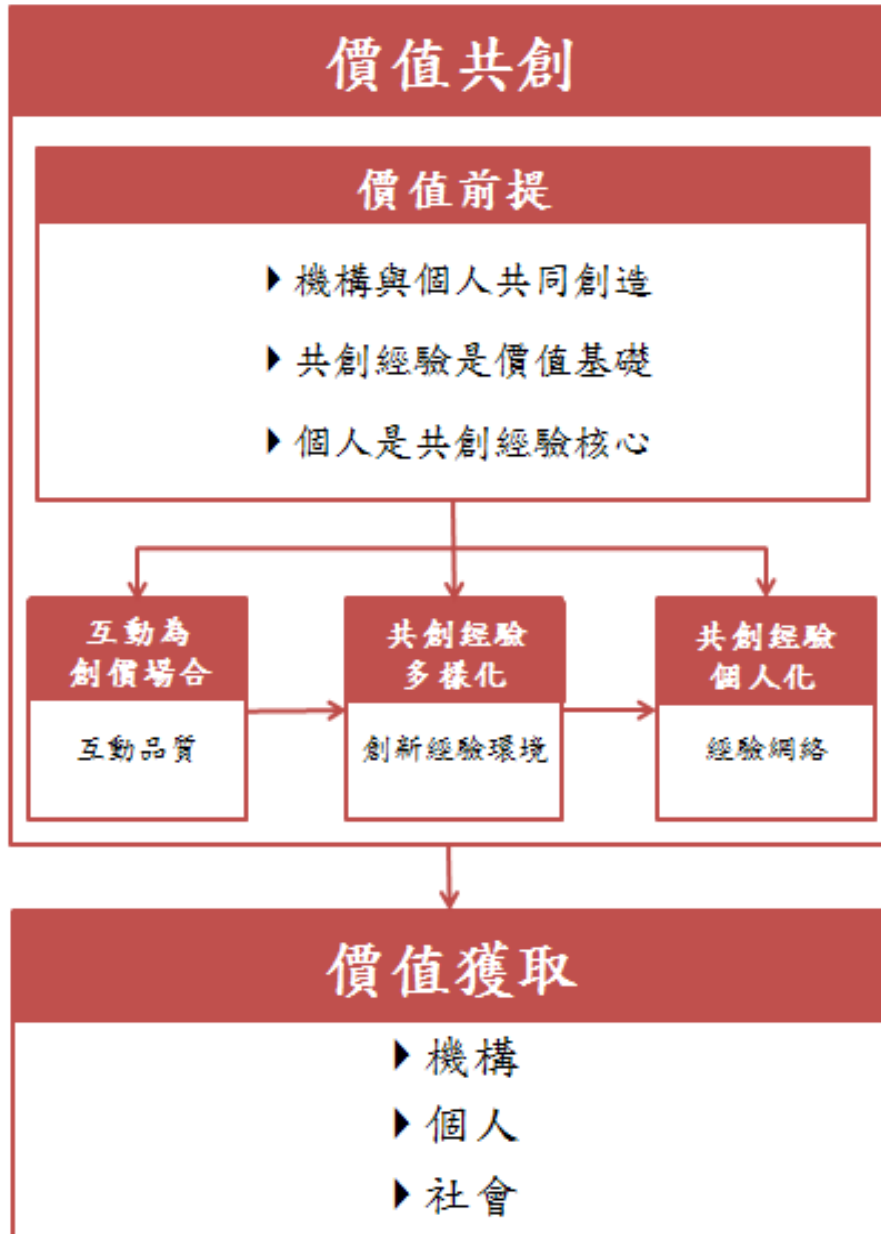 價值共創
價值前提
機構與個人共同創造
共創經驗是價值基礎
個人是共創經驗核心
互動為
創價場合
互動品質
共創經驗
多樣化
創新經驗環境
共創經驗
個人化
經驗網絡
價值獲取
機構
個人
社會